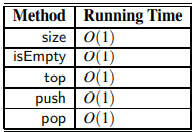 Method Running Time
size O(1)
isEmpty O(1)
top O(1)
push O(1)
pop O(1)